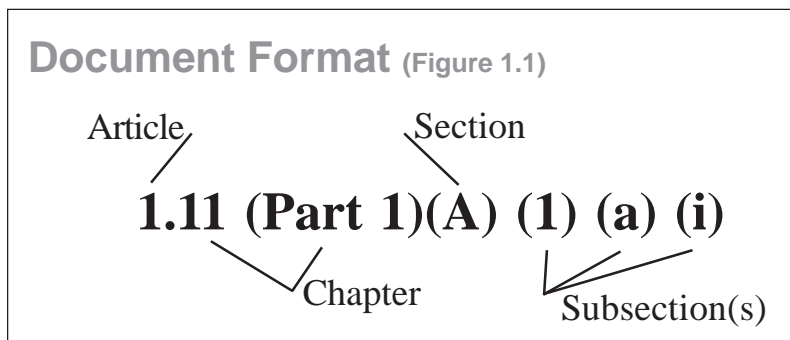 Document Format (Figure 1.1)
Article Section
1.11 (Part 1)(A) (1) (a) (i)
Chapter
Subsection(s)